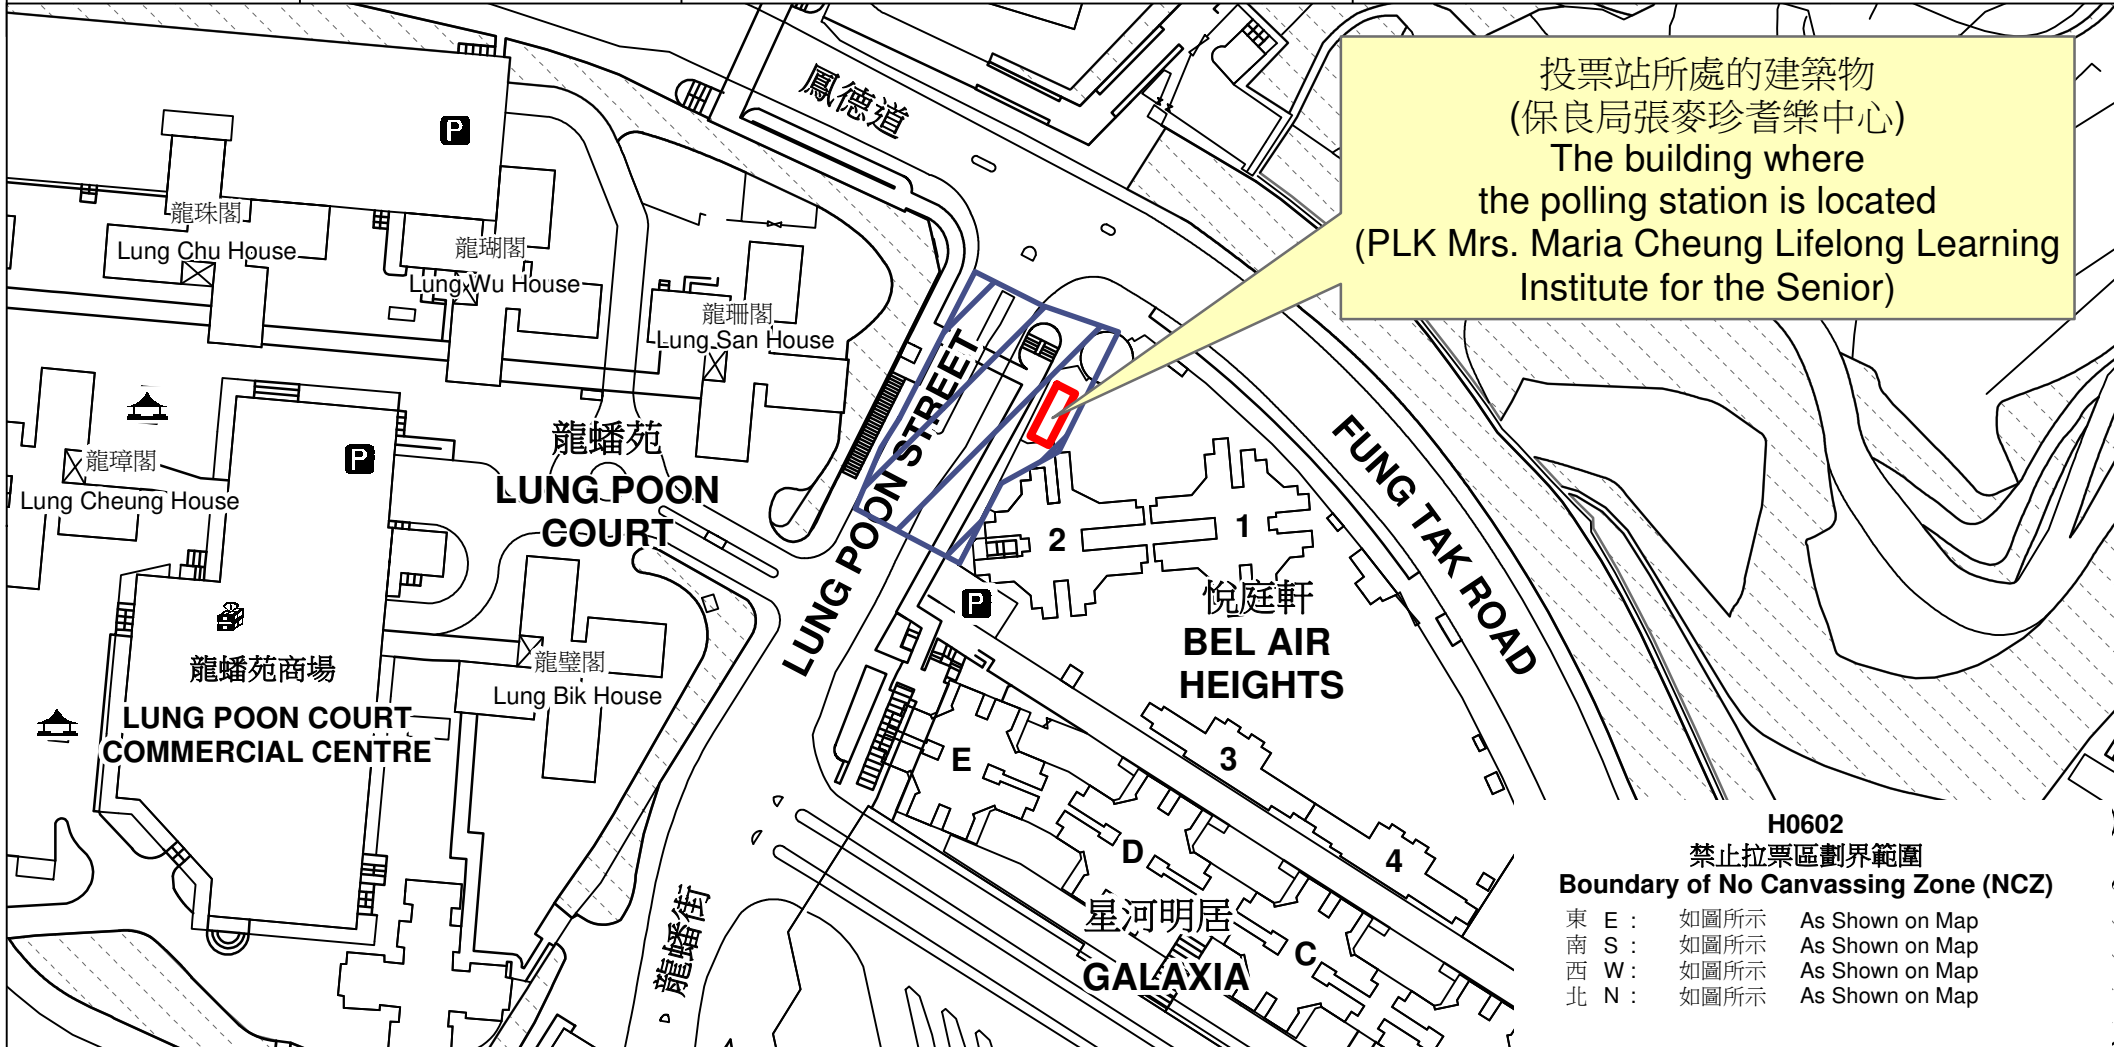 鳳德道
投票站所處的建築物
(保良局張麥珍耆樂中心)
The building where
the polling station is located
(PLK Mrs. Maria Cheung Lifelong Learning
Institute for the Senior)
P
龍珠閣
Lung Chu House
龍瑚閣
Lung Wu House
龍珊閣
Lung San House
LUNG POON STREET
龍璋閣
Lung Cheung House
P
龍蟠苑
LUNG POON
COURT
FUNG TAK ROAD
2
1
LUNG POON STREET
P
悅庭軒
BEL AIR
HEIGHTS
龍蟠苑商場
LUNG POON COURT
COMMERCIAL CENTRE
龍璧閣
Lung Bik House
E
3
D
4
龍蟠街
星河明居
GALAXIA
C
H0602
禁止拉票區劃界範圍
Boundary of No Canvassing Zone (NCZ)
東 E : 如圖所示 As Shown on Map
南 S : 如圖所示 As Shown on Map
西 W : 如圖所示 As Shown on Map
北 N : 如圖所示 As Shown on Map